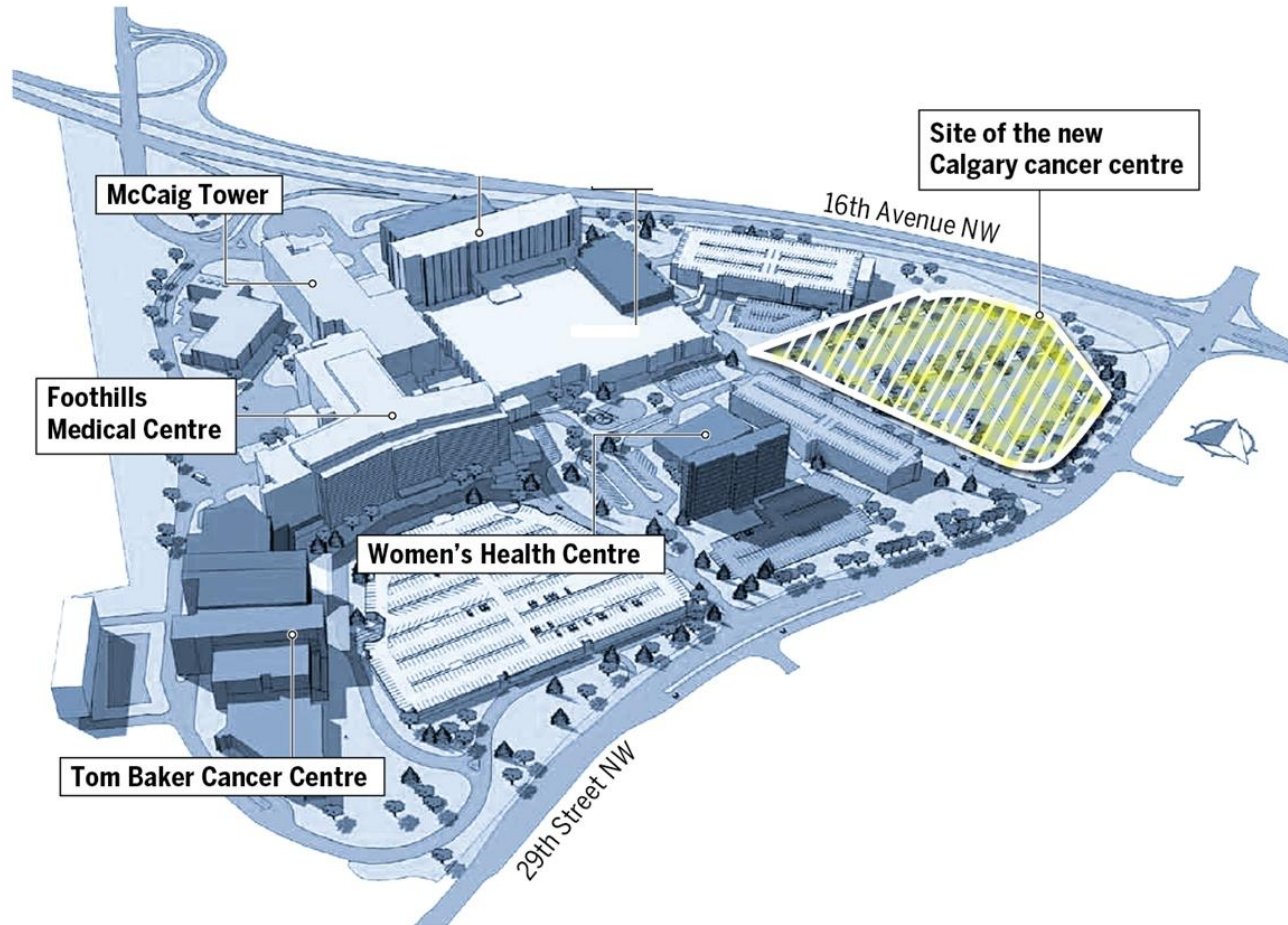 Site of the new
Calgary cancer centre
McCaig Tower
16th Avenue NW
Foothills
Medical Centre
Women's Health Centre
Tom Baker Cancer Centre
29th Street NW